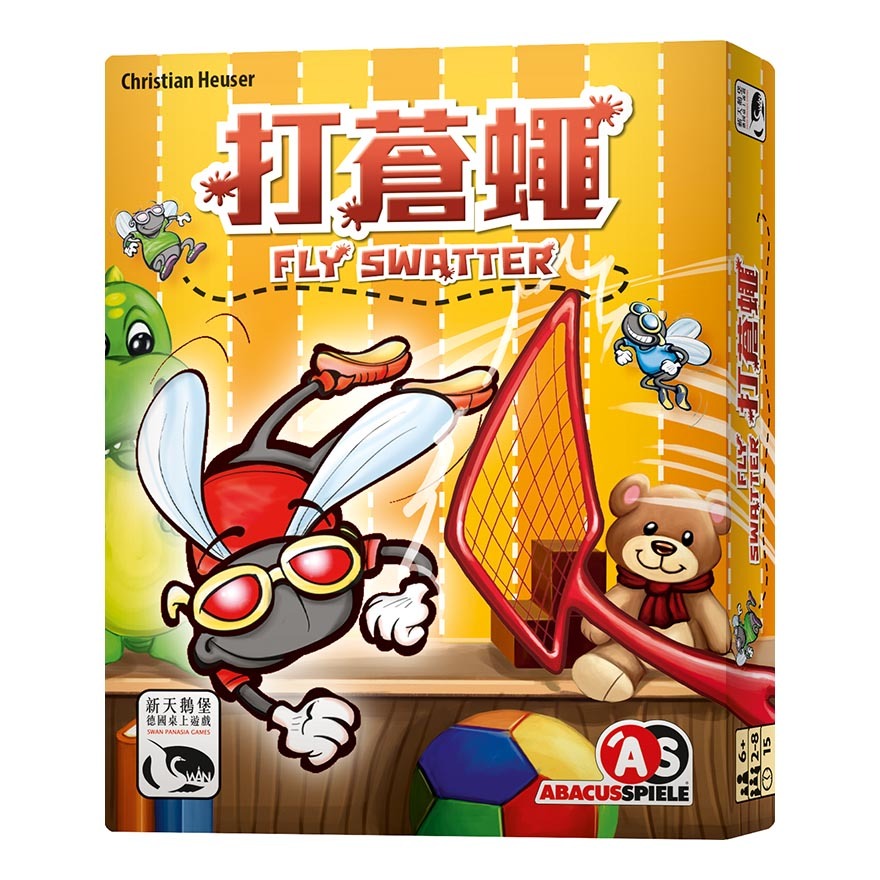 Christian Heuser
打蒼蠅
FLY SWATTER
新天鵝堡
德國桌上遊戲
SWAN PANASIA GAMES
SWAN
AS
ABACUSSPIELE
打蒼蠅
FLY SWATTER
6+
2-8
15